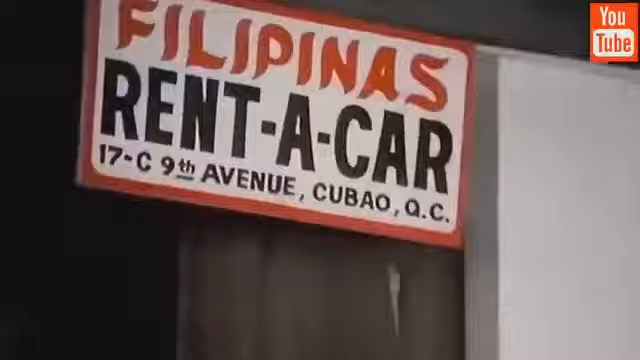 You
Tube
FILIPINAS
RENT-A-CAR
17-C 9th AVENUE, CUBAO, Q.C.